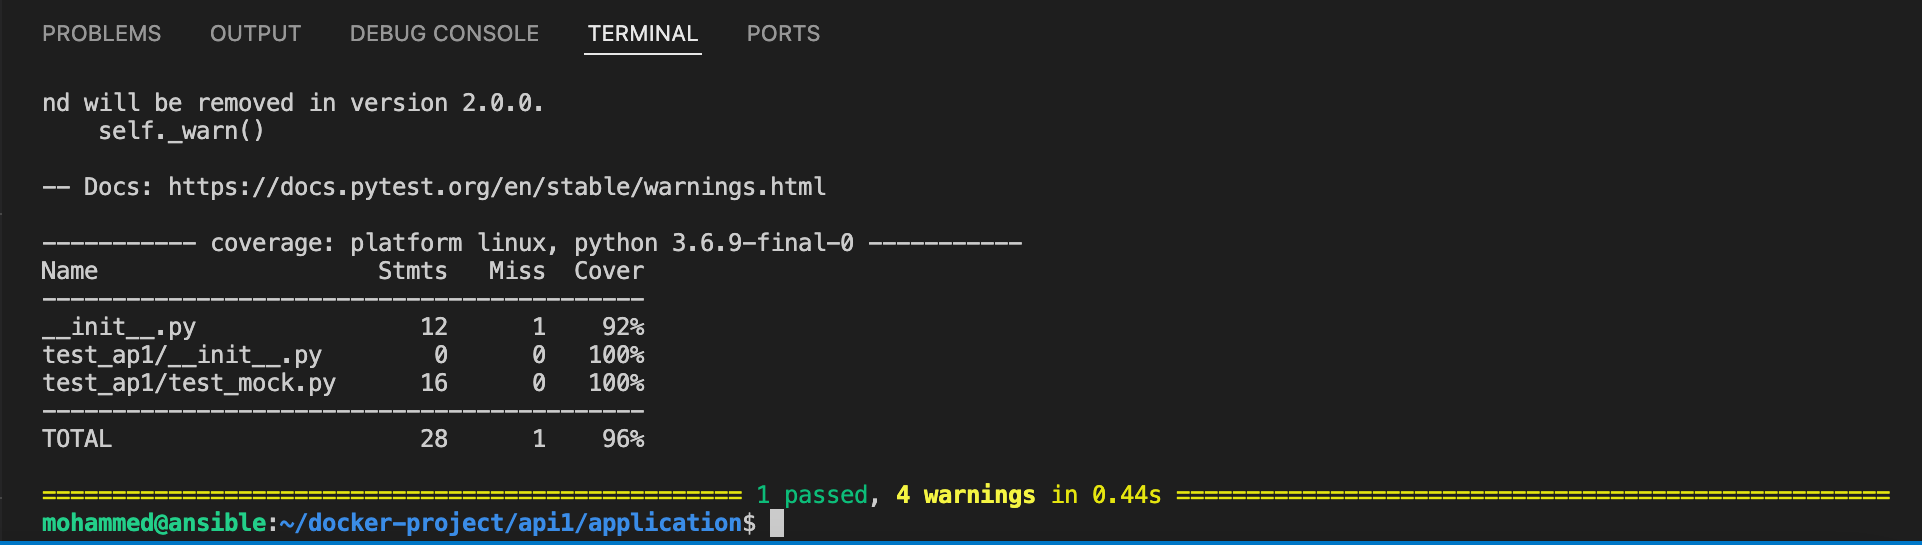 PROBLEMS OUTPUT DEBUG CONSOLE TERMINAL PORTS
nd will be removed in version 2.0.0.
    self._warn()
-- Docs: https://docs.pytest.org/en/stable/warnings.html
----------- coverage: platform linux, python 3.6.9-final-0 -----------
Name                    Stmts   Miss  Cover
-------------------------------------------
__init__.py                12      1    92%
test_ap1/__init__.py        0      0   100%
test_ap1/test_mock.py      16      0   100%
-------------------------------------------
TOTAL                      28      1    96%
================================================== 1 passed, 4 warnings in 0.44s ===================================================
mohammed@ansible:~/docker-project/api1/application$